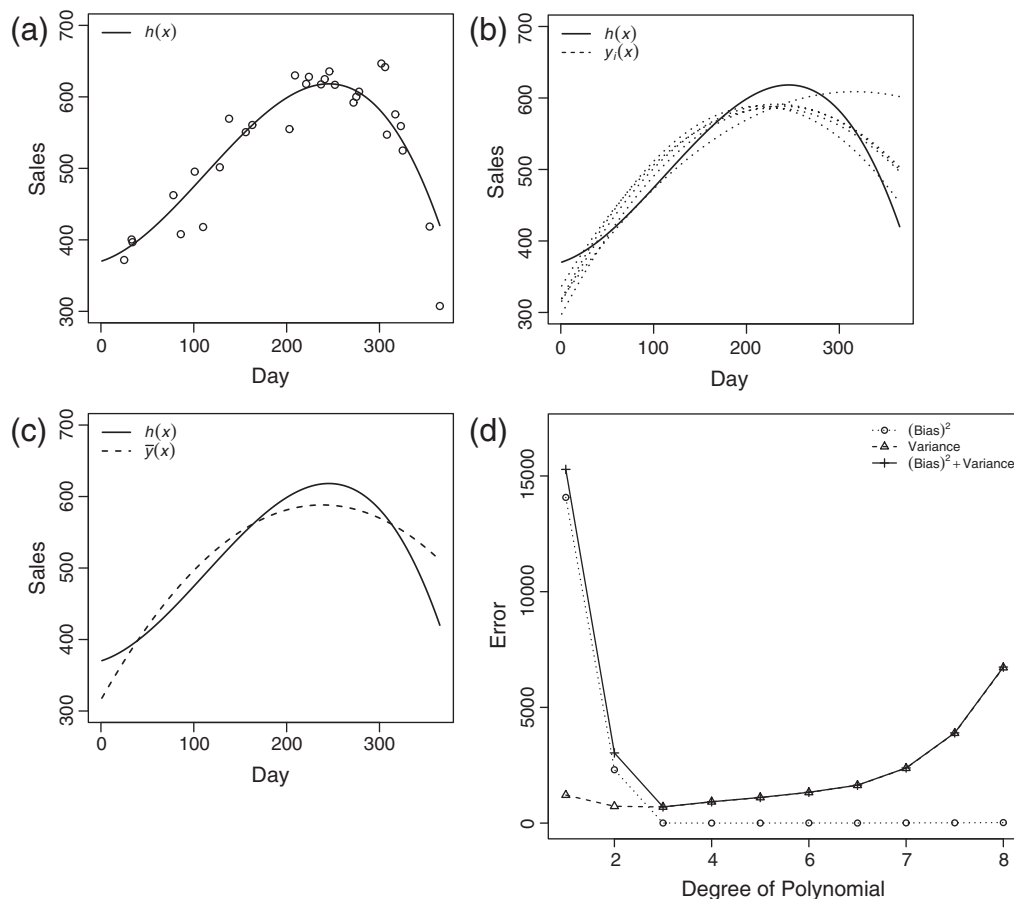 (a)
h(x)
Sales
700
600
500
400
300
0 100 200 300
Day
(b)
h(x)
yᵢ(x)
Sales
700
600
500
400
300
0 100 200 300
Day
(c)
h(x)
y̅(x)
Sales
700
600
500
400
300
0 100 200 300
Day
(d)
(Bias)²
Variance
(Bias)² + Variance
Error
15000
10000
5000
0
2 4 6 7 8
Degree of Polynomial